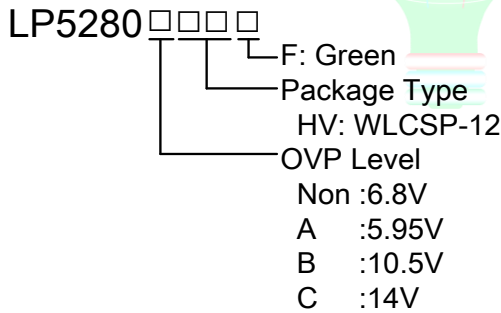 LP5280□□□□
F: Green
Package Type
HV: WLCSP-12
OVP Level
Non :6.8V
A :5.95V
B :10.5V
C :14V